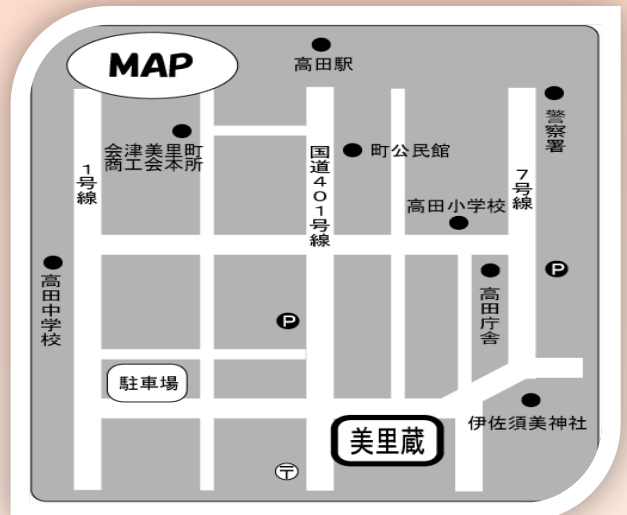 MAP
高田駅
警察署
会津美里町
商工会本所
1号線
国道401号線
町公民館
7号線
高田小学校
高田中学校
P
高田庁舎
P
駐車場
美里蔵
伊佐須美神社
〒